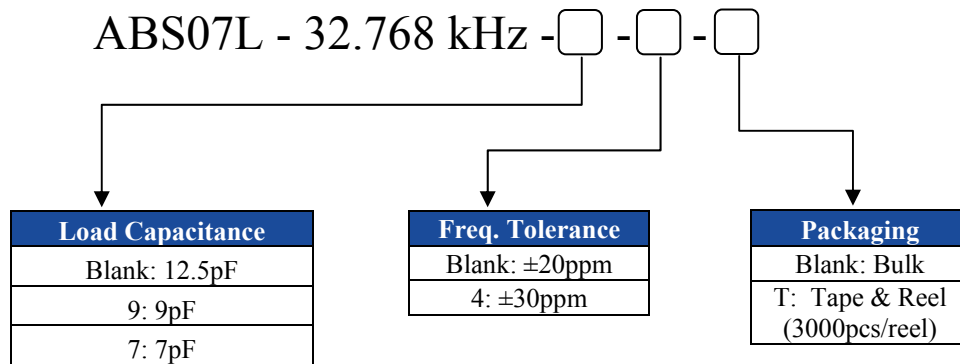 ABS07L - 32.768 kHz - - -
Load Capacitance
Blank: 12.5pF
9: 9pF
7: 7pF
Freq. Tolerance
Blank: ±20ppm
4: ±30ppm
Packaging
Blank: Bulk
T: Tape & Reel
(3000pcs/reel)